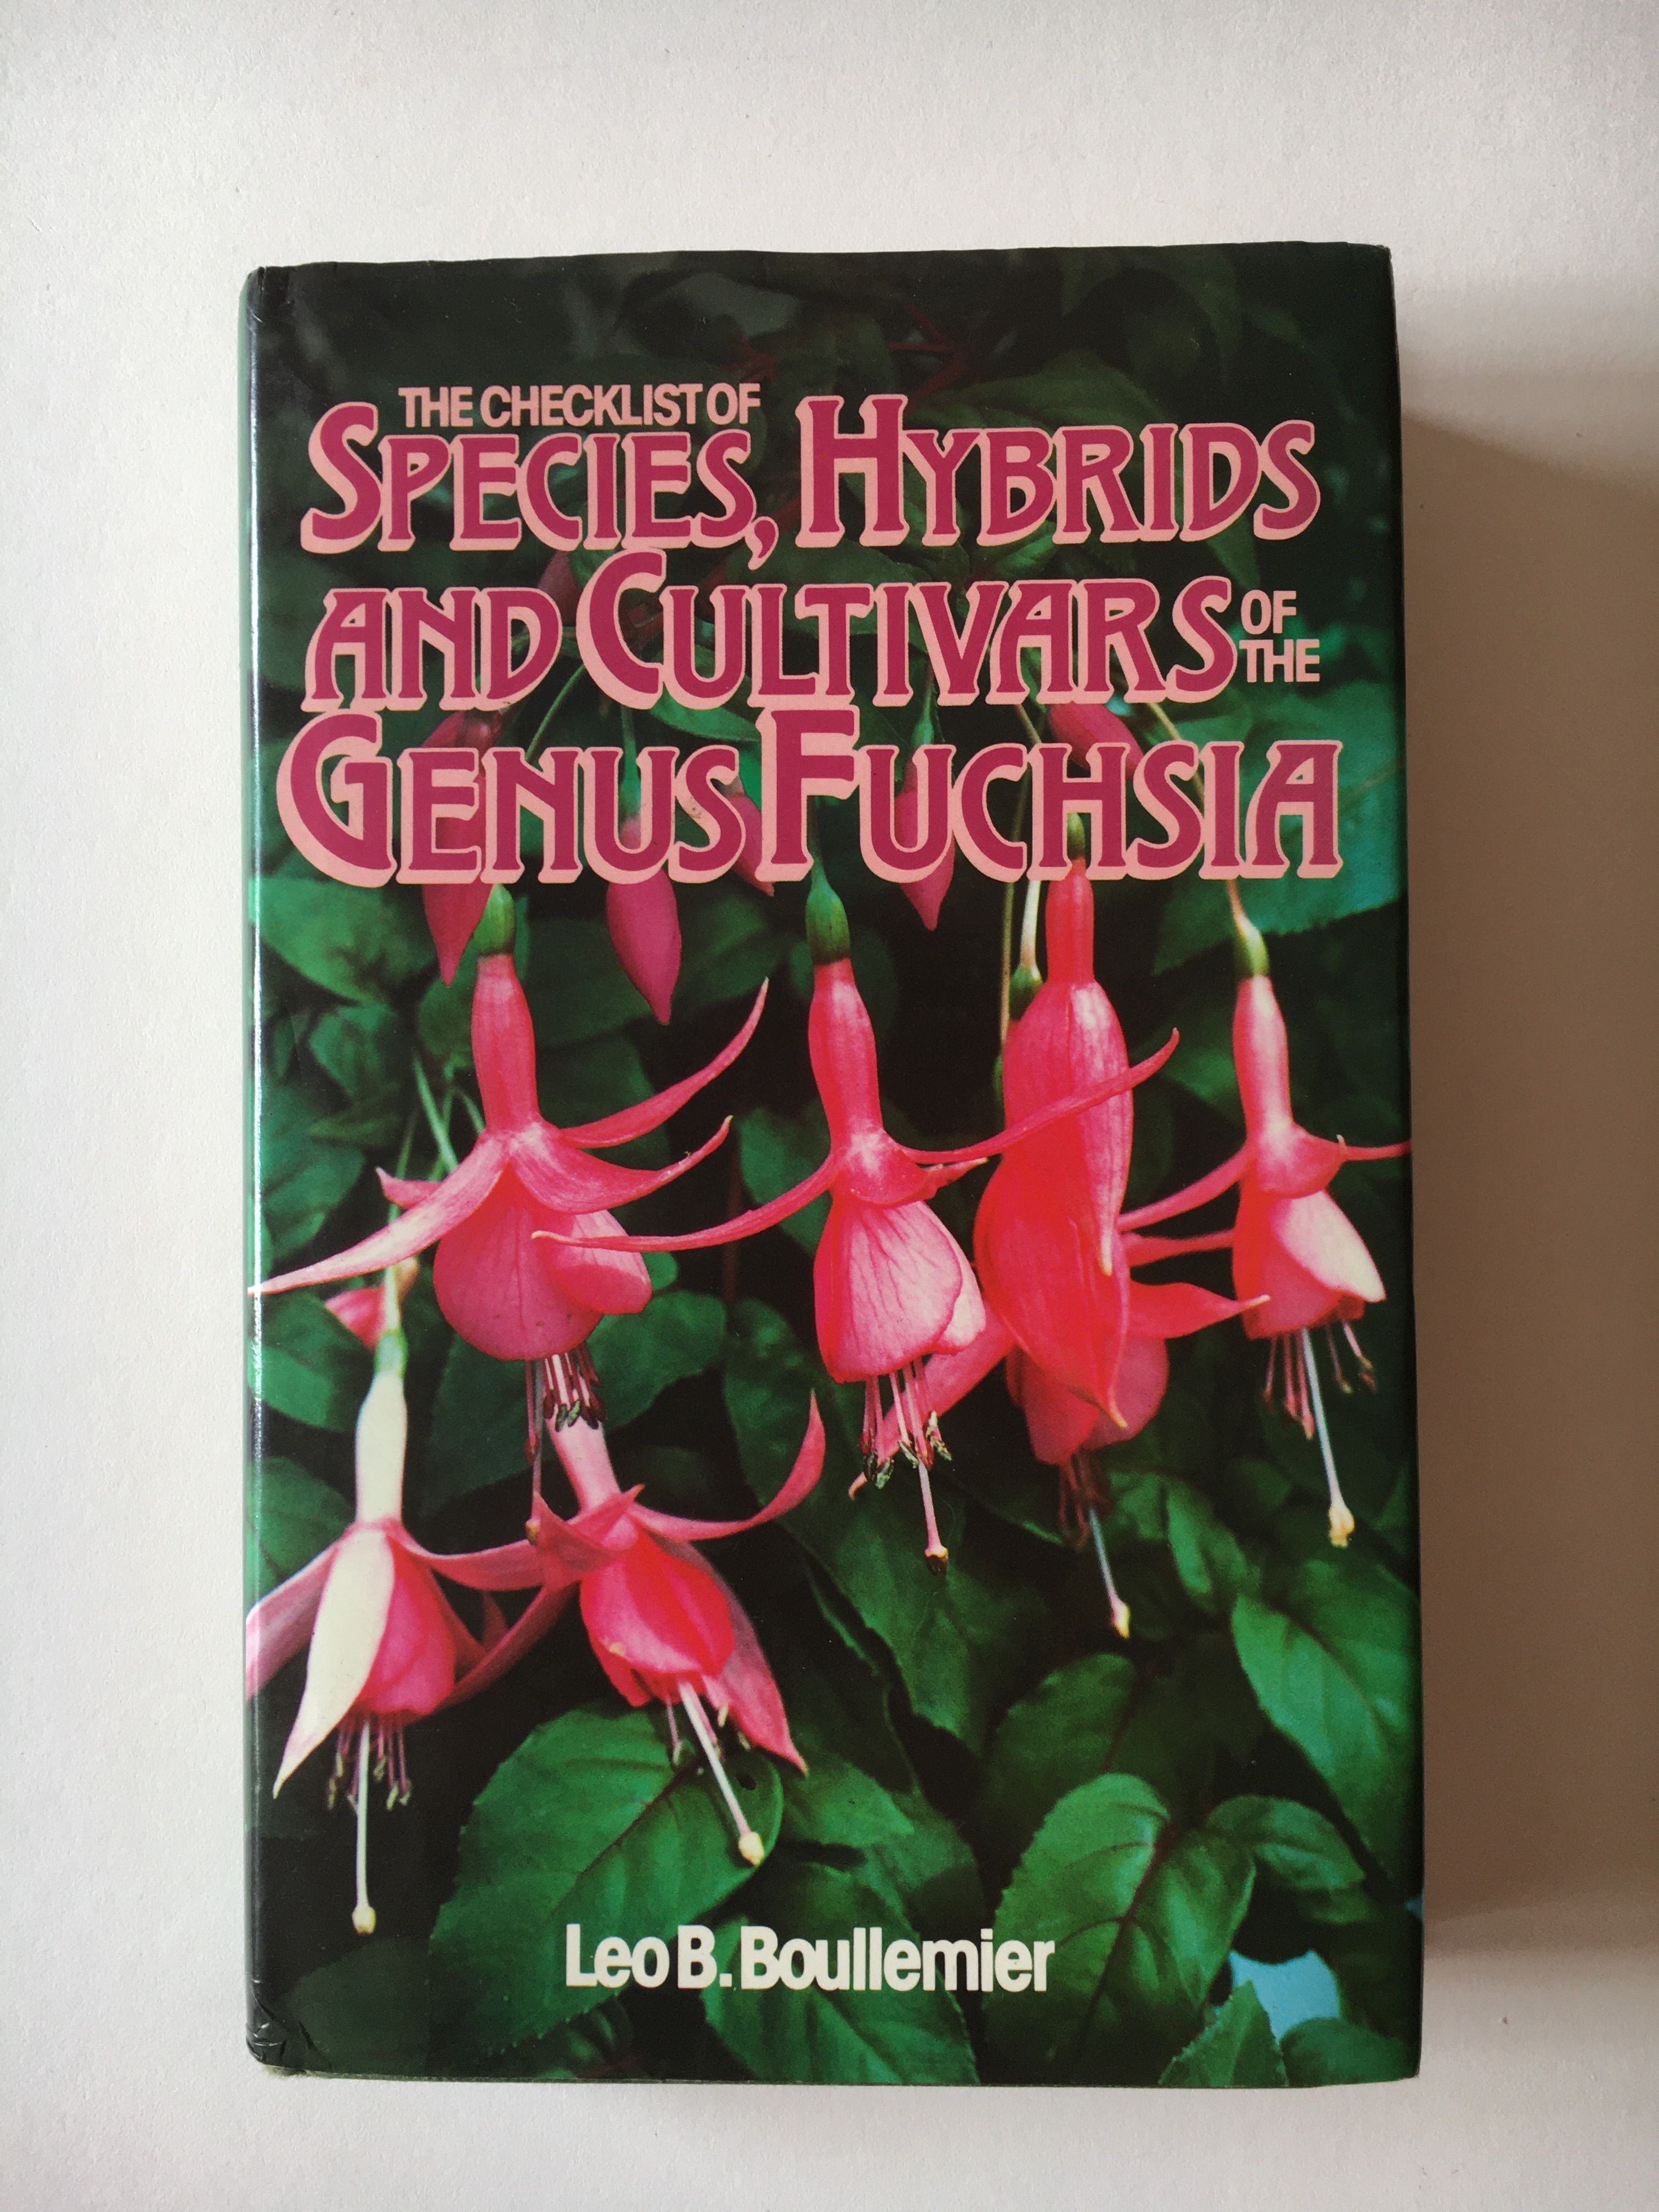 THE CHECKLIST OF
SPECIES, HYBRIDS
AND CULTIVARS OF THE
GENUS FUCHSIA
Leo B. Boullemier